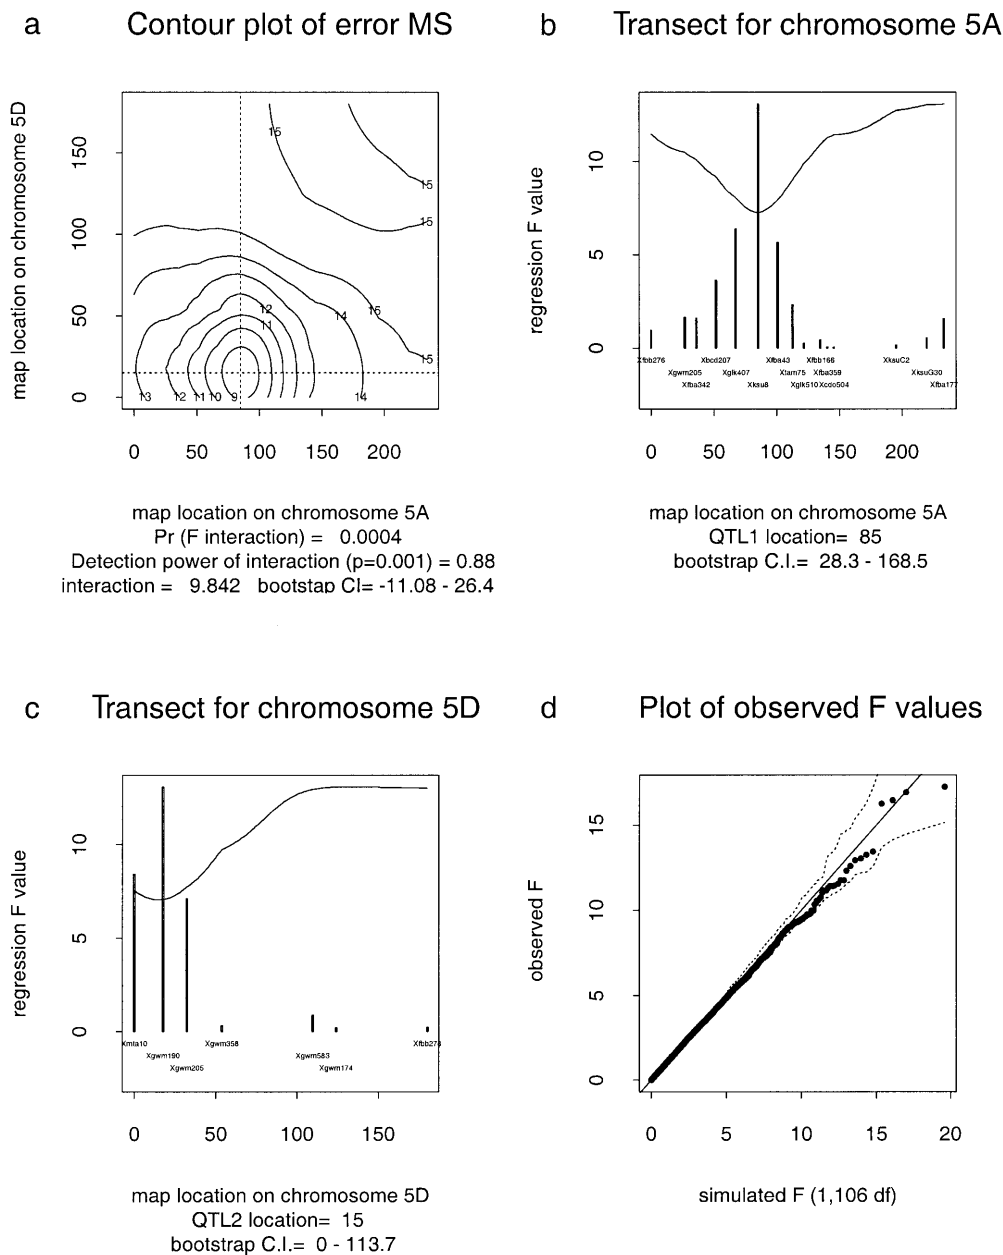 a Contour plot of error MS
map location on chromosome 5D
150
100
50
0
15
15
15
15
15
14
12
11
13
12
11
10
9
14
0 50 100 150 200
map location on chromosome 5A
Pr (F interaction) = 0.0004
Detection power of interaction (p=0.001) = 0.88
interaction = 9.842 bootstap CI= -11.08 - 26.4
b Transect for chromosome 5A
regression F value
10
5
0
Xfbb276 Xbcd207 Xfba43 Xfbb166 XksuC2
Xgwm205 Xglk407 Xtam75 Xfba359 XksuG30
Xfba342 Xksu8 Xglk510 Xcdo504 Xfba177
0 50 100 150 200
map location on chromosome 5A
QTL1 location= 85
bootstrap C.I.= 28.3 - 168.5
c Transect for chromosome 5D
regression F value
10
5
0
Xmta10 Xgwm358 Xgwm583 Xfbb276
Xgwm190 Xgwm174
Xgwm205
0 50 100 150
map location on chromosome 5D
QTL2 location= 15
bootstrap C.I.= 0 - 113.7
d Plot of observed F values
observed F
15
10
5
0
0 5 10 15 20
simulated F (1,106 df)